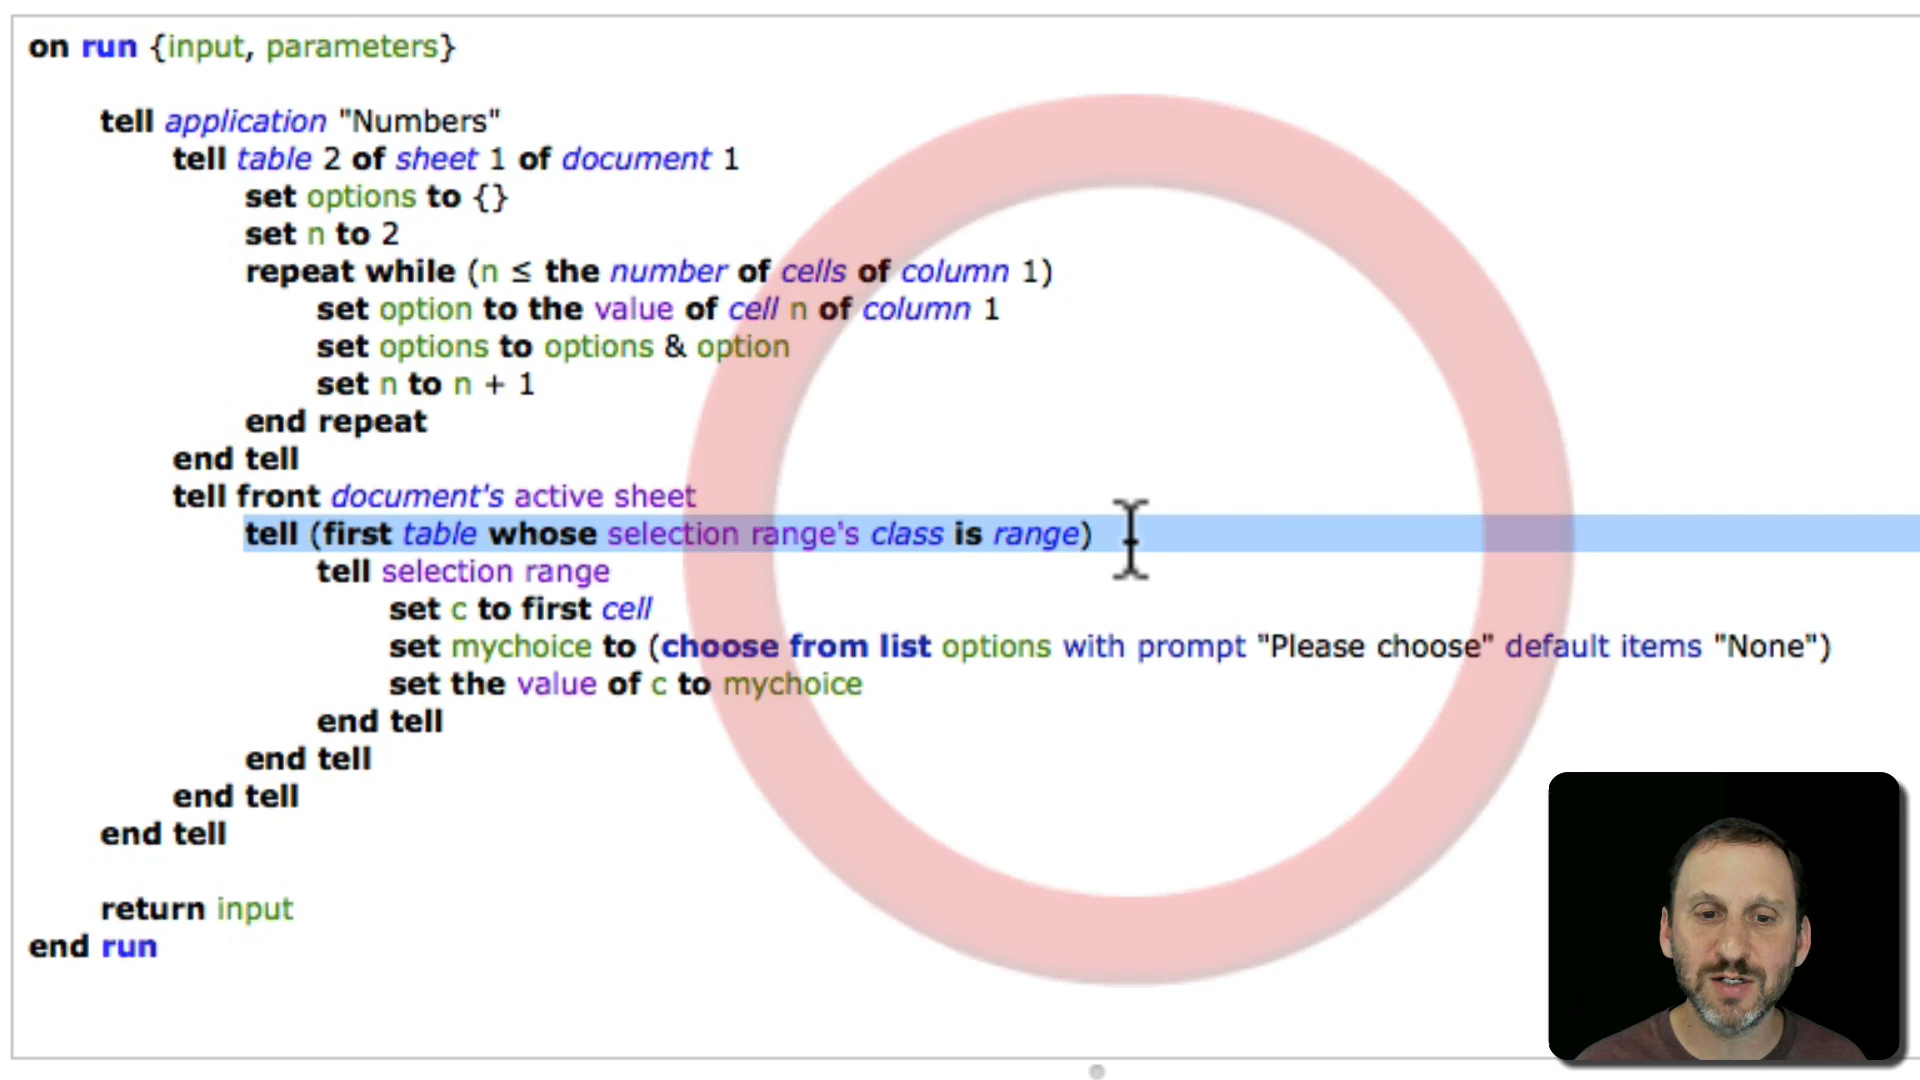 on run {input, parameters}
tell application "Numbers"
tell table 2 of sheet 1 of document 1
set options to {}
set n to 2
repeat while (n ≤ the number of cells of column 1)
set option to the value of cell n of column 1
set options to options & option
set n to n + 1
end repeat
end tell
tell front document's active sheet
tell (first table whose selection range's class is range)
tell selection range
set c to first cell
set mychoice to (choose from list options with prompt "Please choose" default items "None")
set the value of c to mychoice
end tell
end tell
end tell
end tell
return input
end run